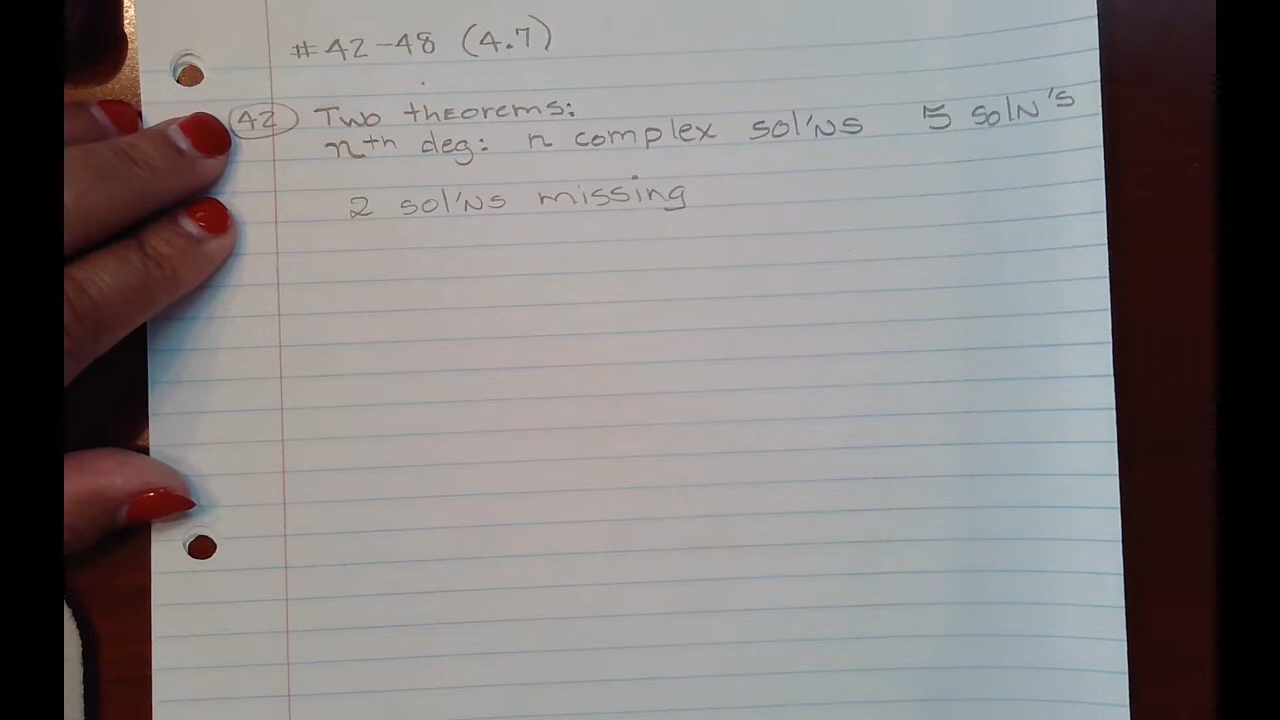 #42-48 (4.7)
42 Two theorems:
nth deg: n complex sol'ns 5 soln's
2 sol'ns missing